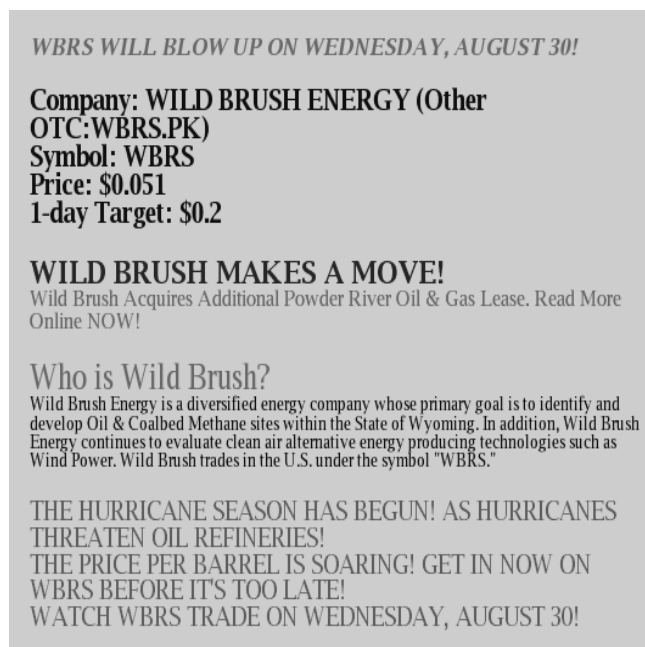 WBRS WILL BLOW UP ON WEDNESDAY, AUGUST 30!
Company: WILD BRUSH ENERGY (Other
OTC:WBRS.PK)
Symbol: WBRS
Price: $0.051
1-day Target: $0.2
WILD BRUSH MAKES A MOVE!
Wild Brush Acquires Additional Powder River Oil & Gas Lease. Read More
Online NOW!
Who is Wild Brush?
Wild Brush Energy is a diversified energy company whose primary goal is to identify and
develop Oil & Coalbed Methane sites within the State of Wyoming. In addition, Wild Brush
Energy continues to evaluate clean air alternative energy producing technologies such as
Wind Power. Wild Brush trades in the U.S. under the symbol "WBRS."
THE HURRICANE SEASON HAS BEGUN! AS HURRICANES
THREATEN OIL REFINERIES!
THE PRICE PER BARREL IS SOARING! GET IN NOW ON
WBRS BEFORE IT'S TOO LATE!
WATCH WBRS TRADE ON WEDNESDAY, AUGUST 30!